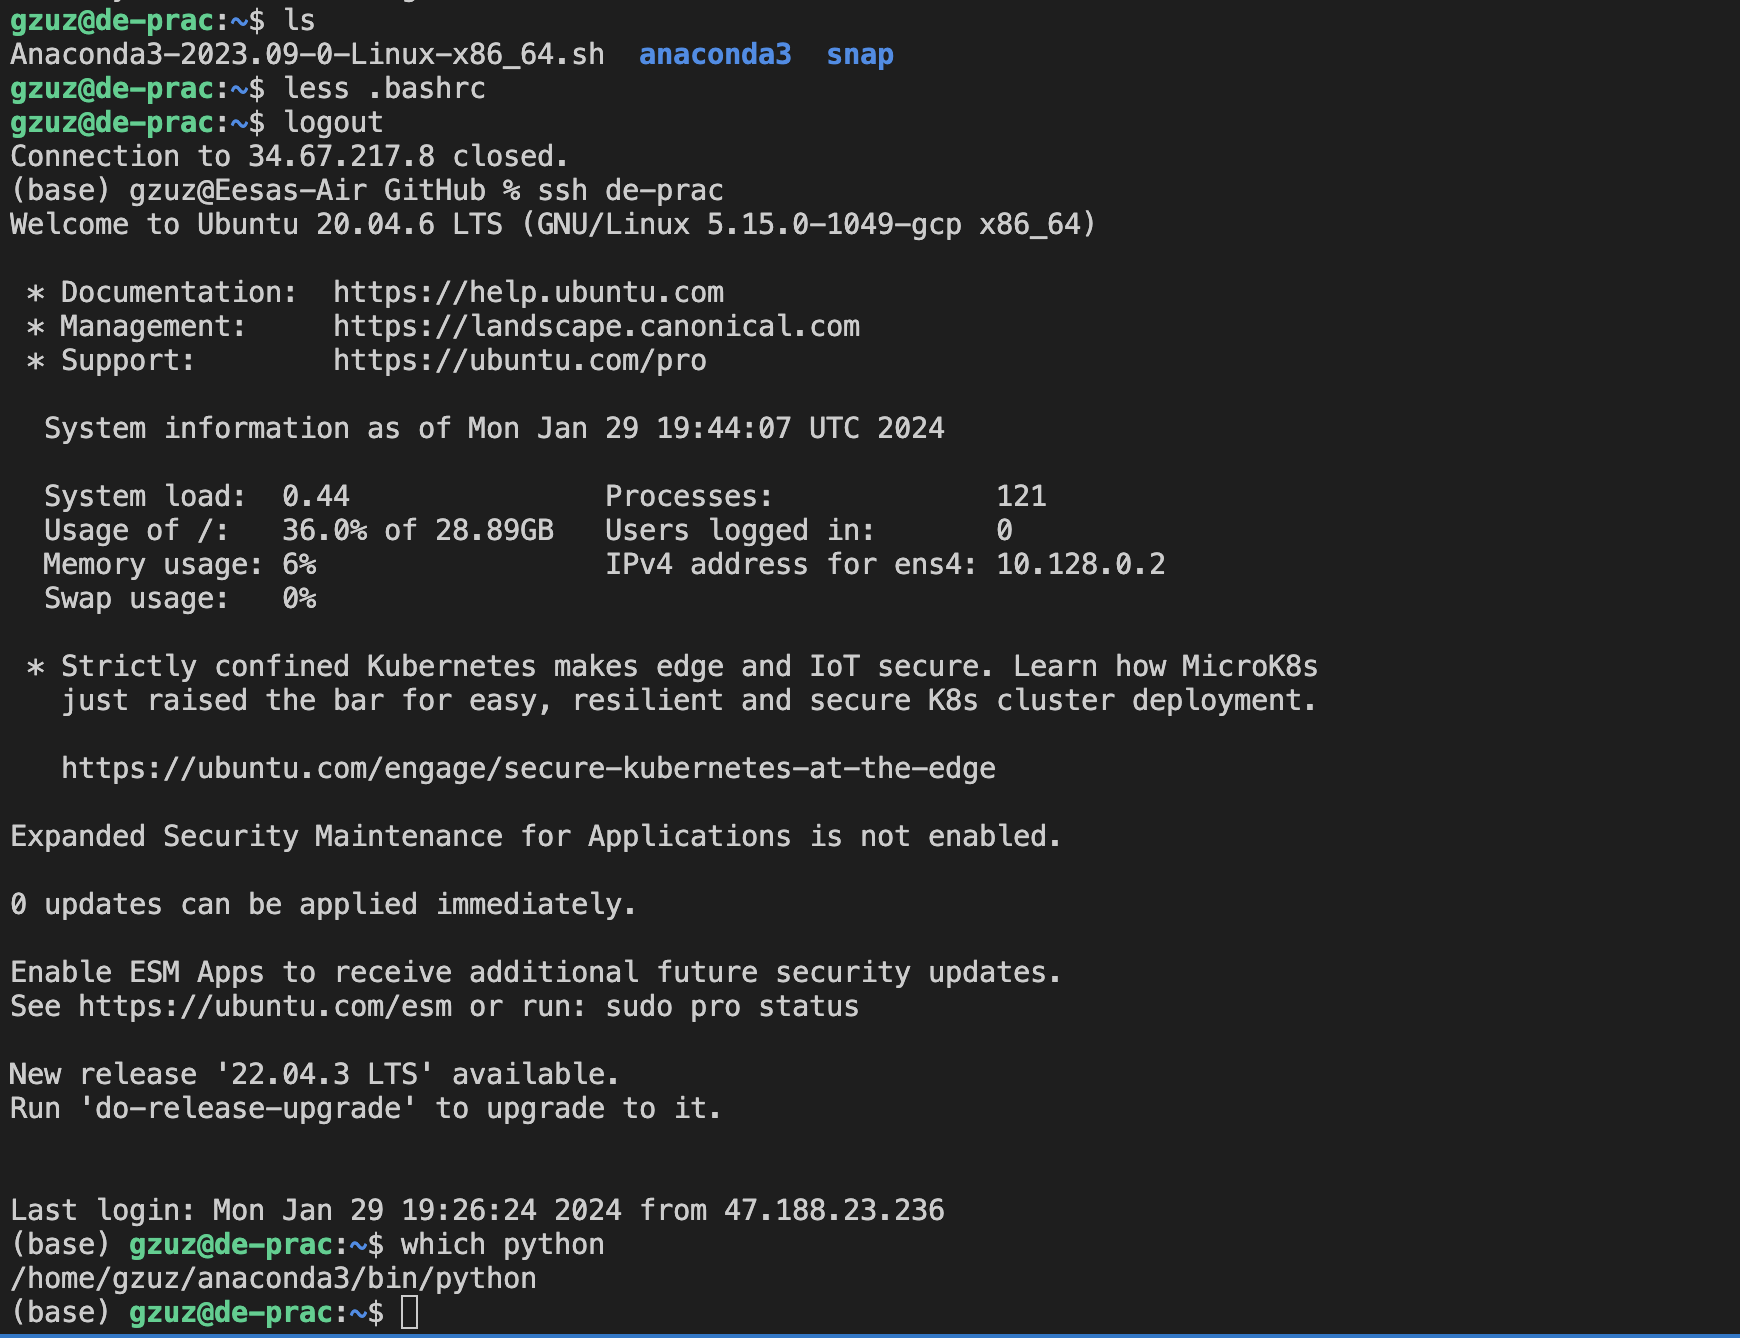 gzuz@de-prac:~$ ls
Anaconda3-2023.09-0-Linux-x86_64.sh  anaconda3  snap
gzuz@de-prac:~$ less .bashrc
gzuz@de-prac:~$ logout
Connection to 34.67.217.8 closed.
(base) gzuz@Eesas-Air GitHub % ssh de-prac
Welcome to Ubuntu 20.04.6 LTS (GNU/Linux 5.15.0-1049-gcp x86_64)

 * Documentation:  https://help.ubuntu.com
 * Management:     https://landscape.canonical.com
 * Support:        https://ubuntu.com/pro

  System information as of Mon Jan 29 19:44:07 UTC 2024

  System load:  0.44               Processes:             121
  Usage of /:   36.0% of 28.89GB   Users logged in:       0
  Memory usage: 6%                 IPv4 address for ens4: 10.128.0.2
  Swap usage:   0%

 * Strictly confined Kubernetes makes edge and IoT secure. Learn how MicroK8s
   just raised the bar for easy, resilient and secure K8s cluster deployment.

   https://ubuntu.com/engage/secure-kubernetes-at-the-edge

Expanded Security Maintenance for Applications is not enabled.

0 updates can be applied immediately.

Enable ESM Apps to receive additional future security updates.
See https://ubuntu.com/esm or run: sudo pro status

New release '22.04.3 LTS' available.
Run 'do-release-upgrade' to upgrade to it.


Last login: Mon Jan 29 19:26:24 2024 from 47.188.23.236
(base) gzuz@de-prac:~$ which python
/home/gzuz/anaconda3/bin/python
(base) gzuz@de-prac:~$